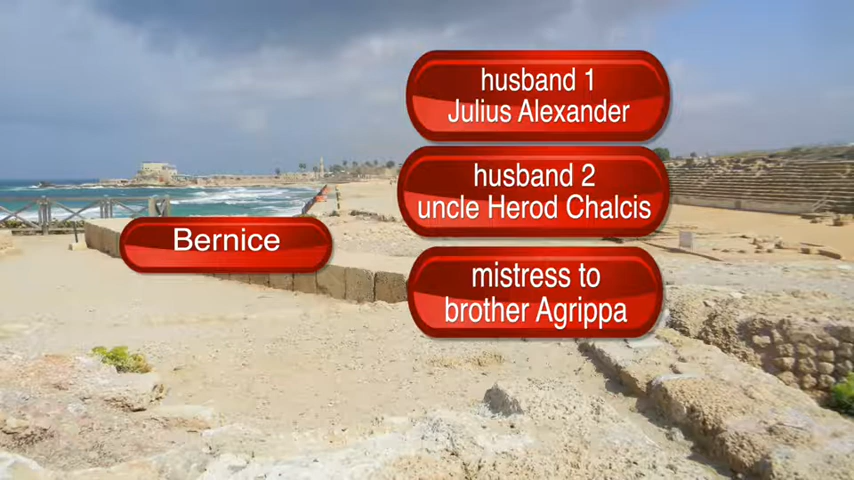 husband 1
Julius Alexander
husband 2
uncle Herod Chalcis
Bernice
mistress to
brother Agrippa